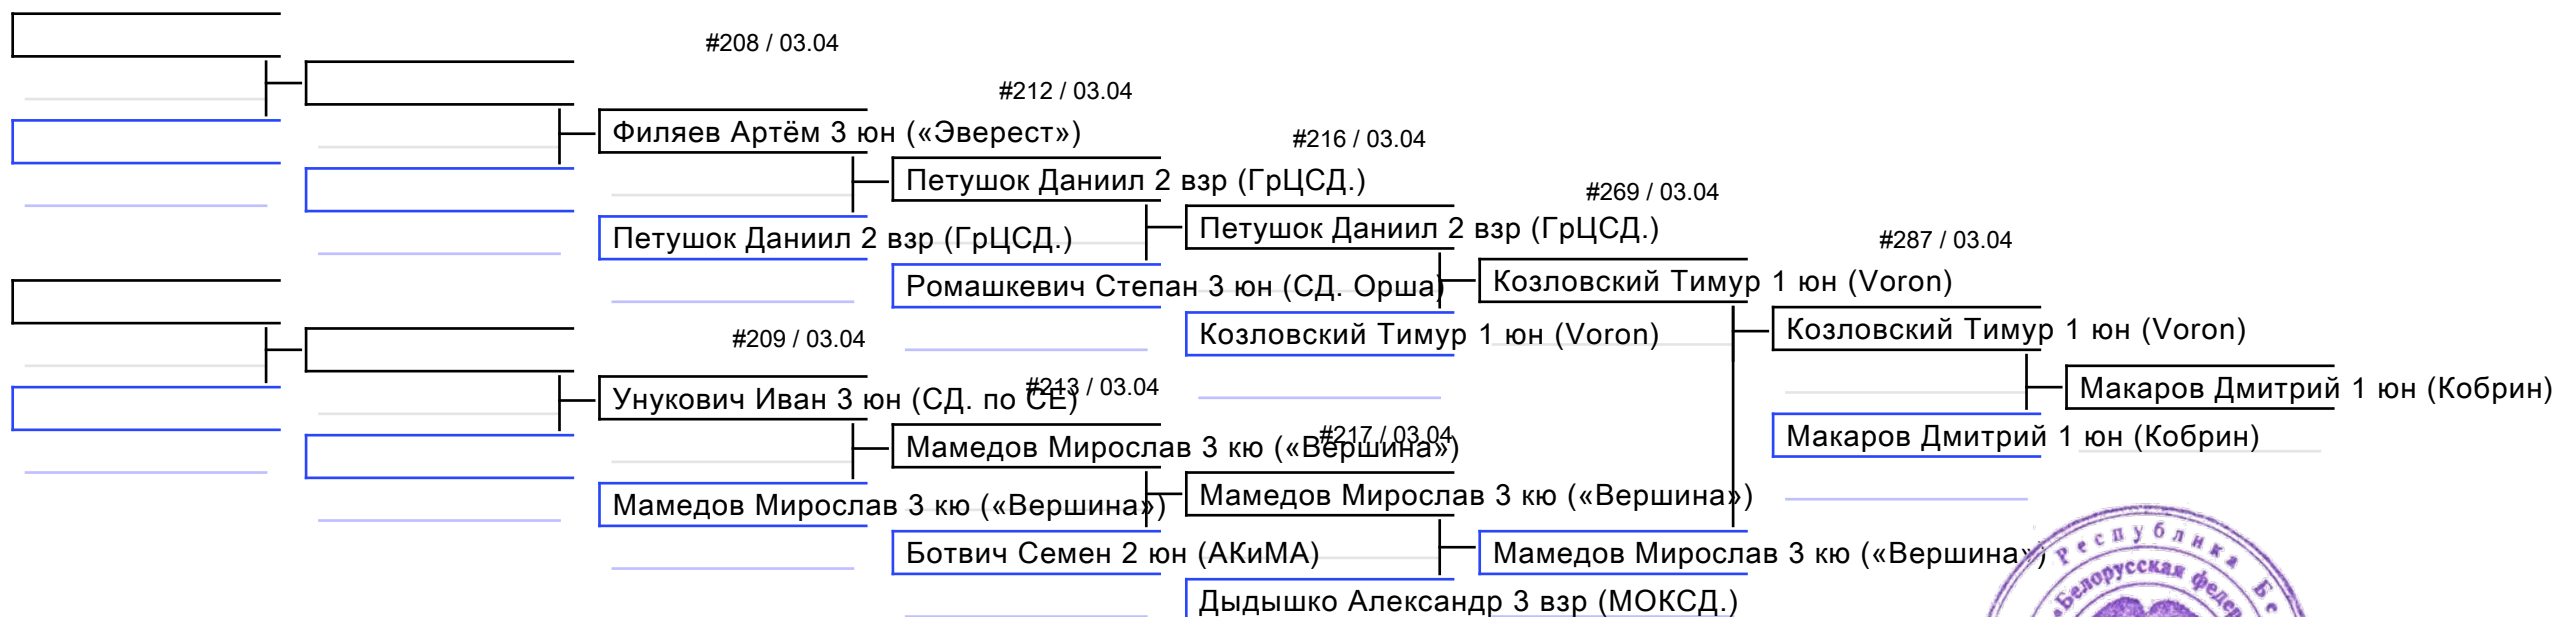 #208 / 03.04
#212 / 03.04
Филяев Артём 3 юн («Эверест»)
#216 / 03.04
Петушок Даниил 2 взр (ГрЦСД.)
#269 / 03.04
Петушок Даниил 2 взр (ГрЦСД.)
Петушок Даниил 2 взр (ГрЦСД.)
#287 / 03.04
Ромашкевич Степан 3 юн (СД. Орша)
Козловский Тимур 1 юн (Voron)
Козловский Тимур 1 юн (Voron)
Козловский Тимур 1 юн (Voron)
#209 / 03.04
#213 / 03.04
Макаров Дмитрий 1 юн (Кобрин)
Унукович Иван 3 юн (СД. по СЕ)
#217 / 03.04
Макаров Дмитрий 1 юн (Кобрин)
Мамедов Мирослав 3 кю («Вершина»)
Мамедов Мирослав 3 кю («Вершина»)
Мамедов Мирослав 3 кю («Вершина»)
Ботвич Семен 2 юн (АКиМА)
Мамедов Мирослав 3 кю («Вершина»)
Дыдышко Александр 3 взр (МОКСД.)
Республика
«Белорусская